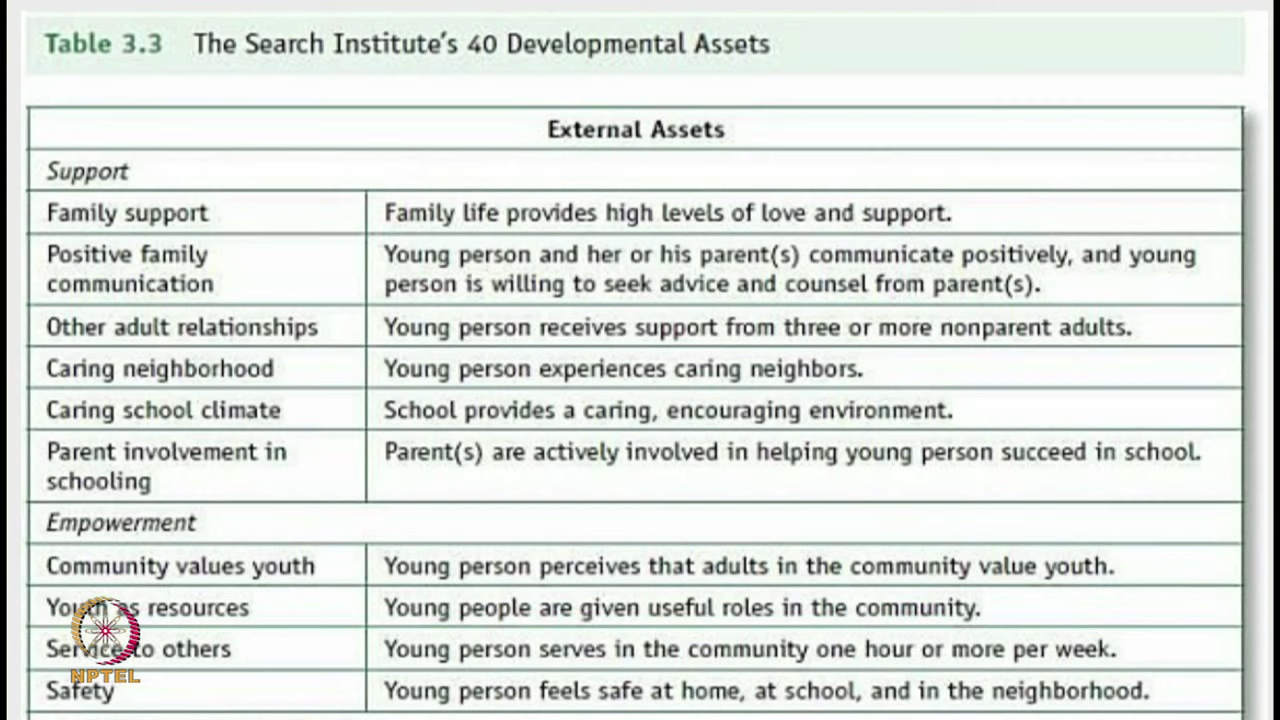 Table 3.3 The Search Institute's 40 Developmental Assets
External Assets
Support
Family support Family life provides high levels of love and support.
Positive family Young person and her or his parent(s) communicate positively, and young
communication person is willing to seek advice and counsel from parent(s).
Other adult relationships Young person receives support from three or more nonparent adults.
Caring neighborhood Young person experiences caring neighbors.
Caring school climate School provides a caring, encouraging environment.
Parent involvement in Parent(s) are actively involved in helping young person succeed in school.
schooling
Empowerment
Community values youth Young person perceives that adults in the community value youth.
Youth as resources Young people are given useful roles in the community.
Service to others Young person serves in the community one hour or more per week.
Safety Young person feels safe at home, at school, and in the neighborhood.
NPTEL